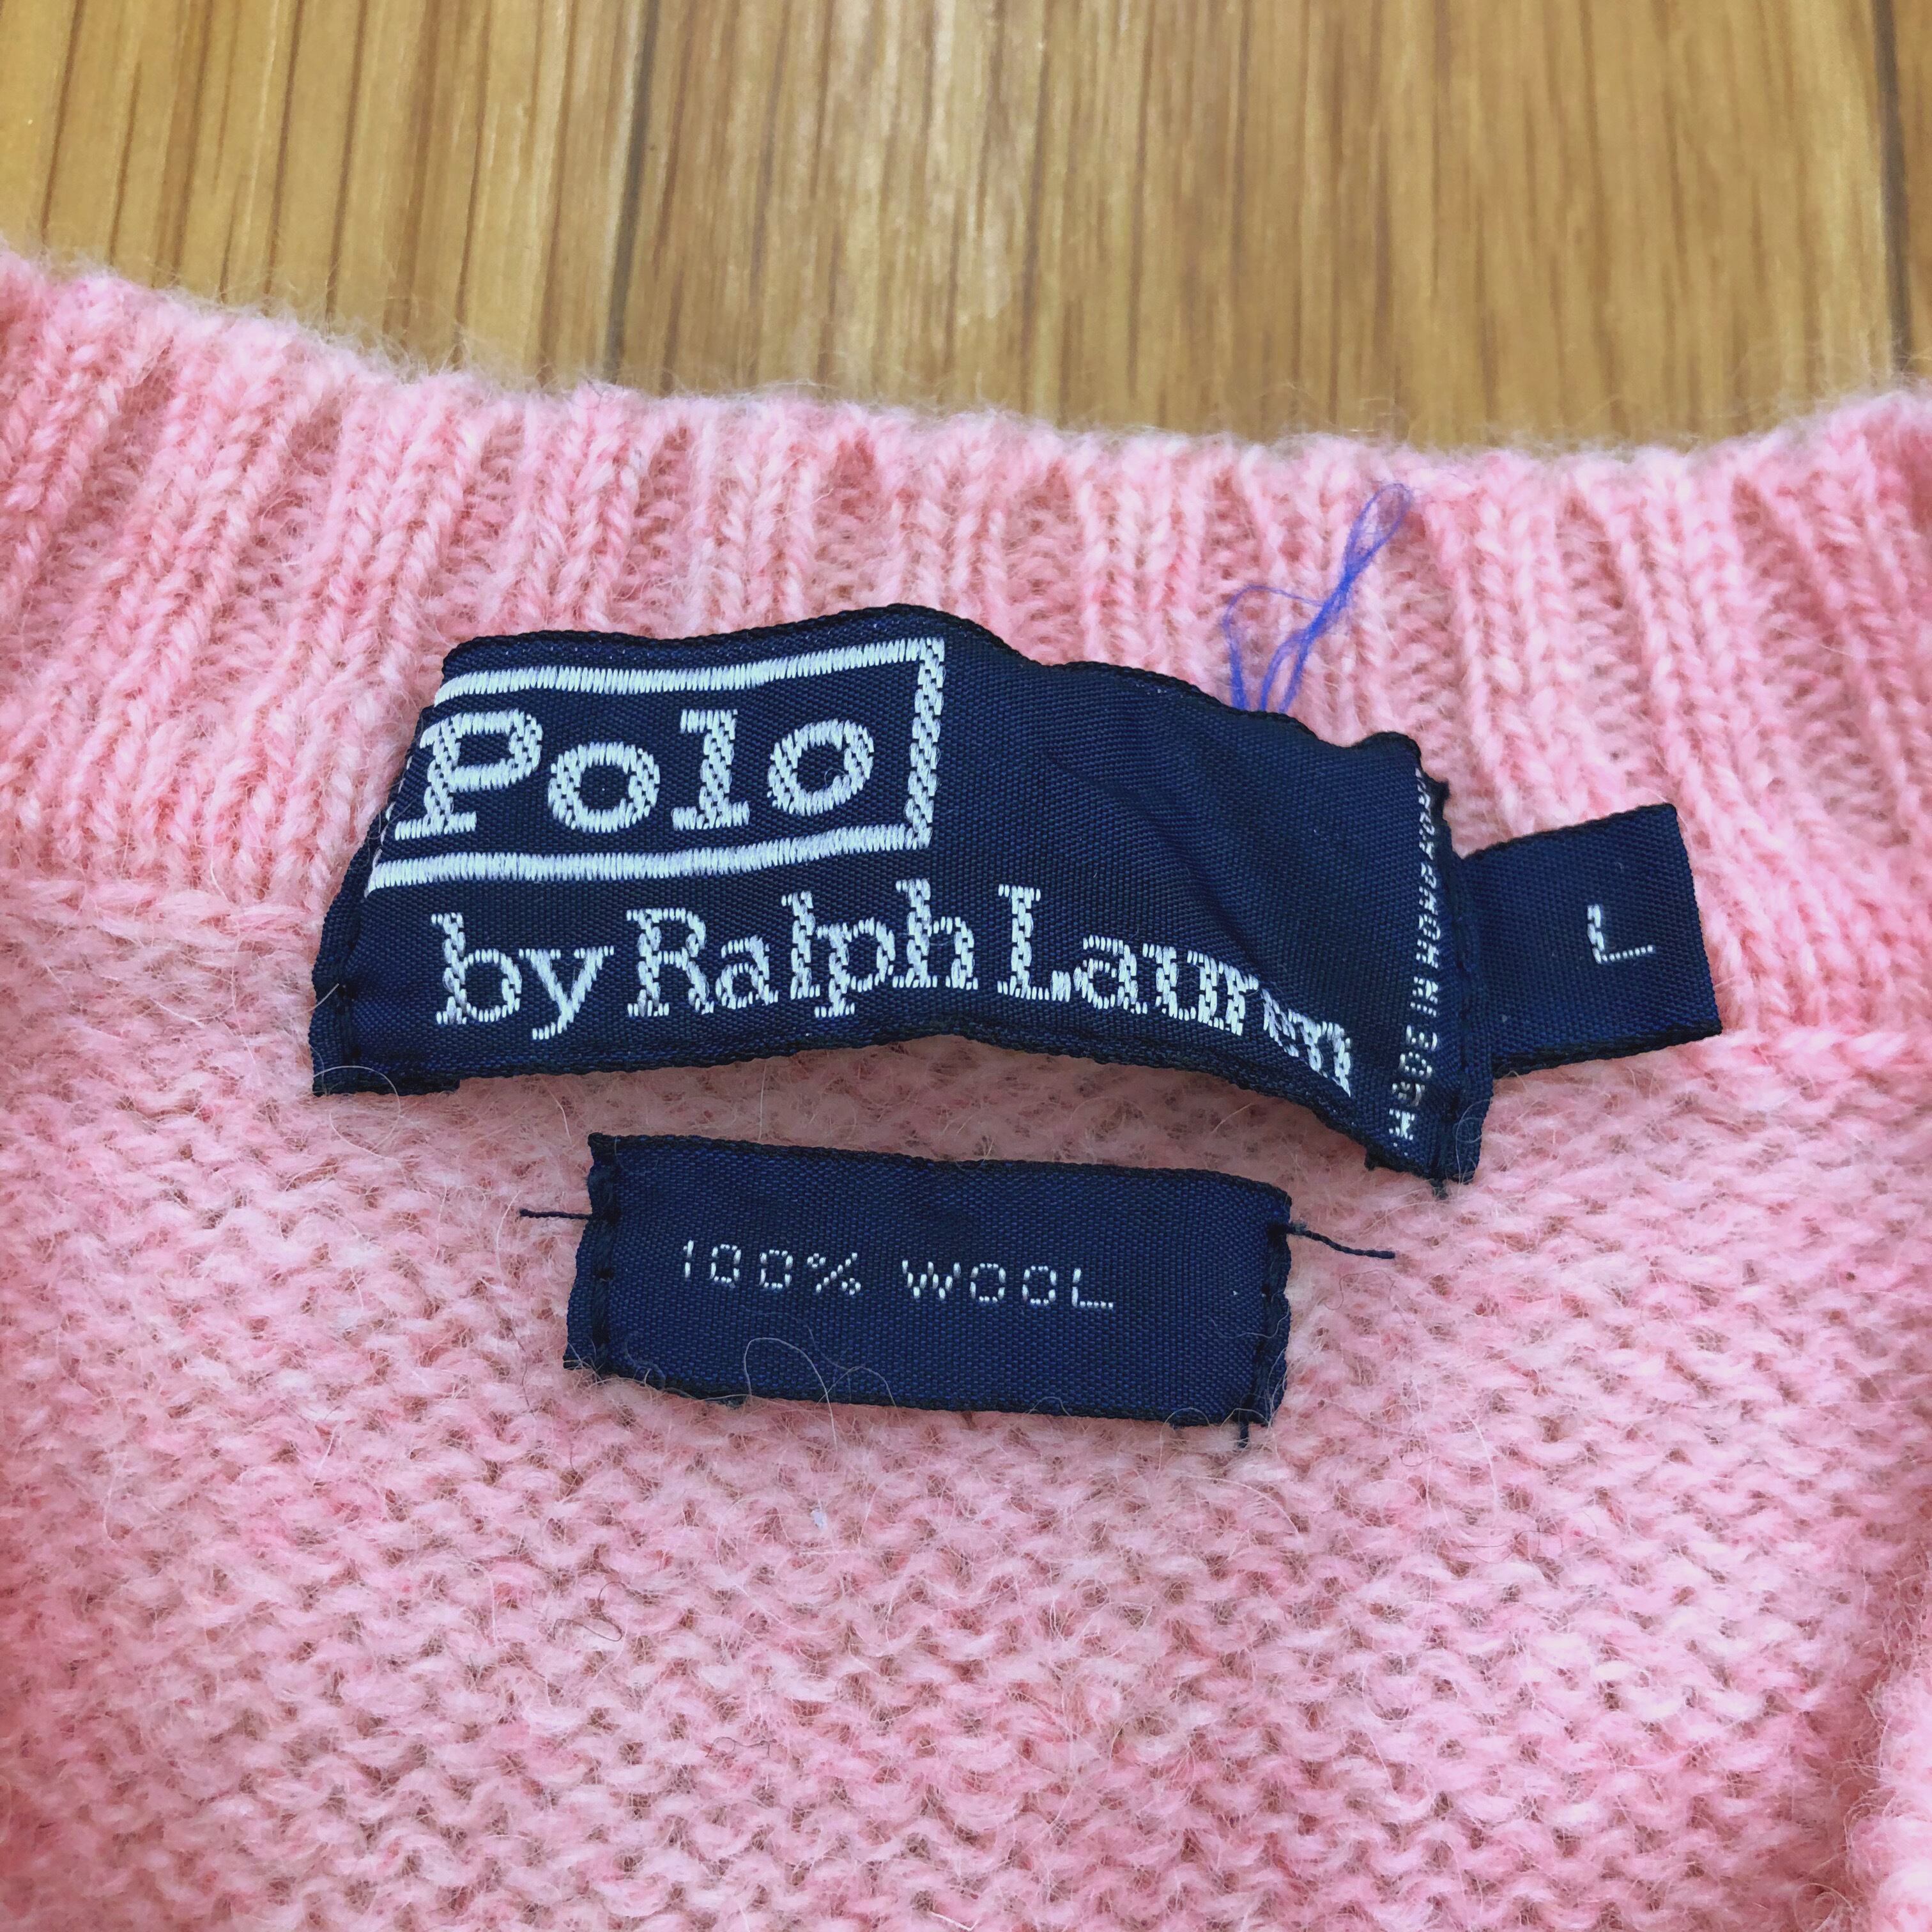 Polo
by Ralph Lauren
MADE IN HONG KONG
L
100% WOOL